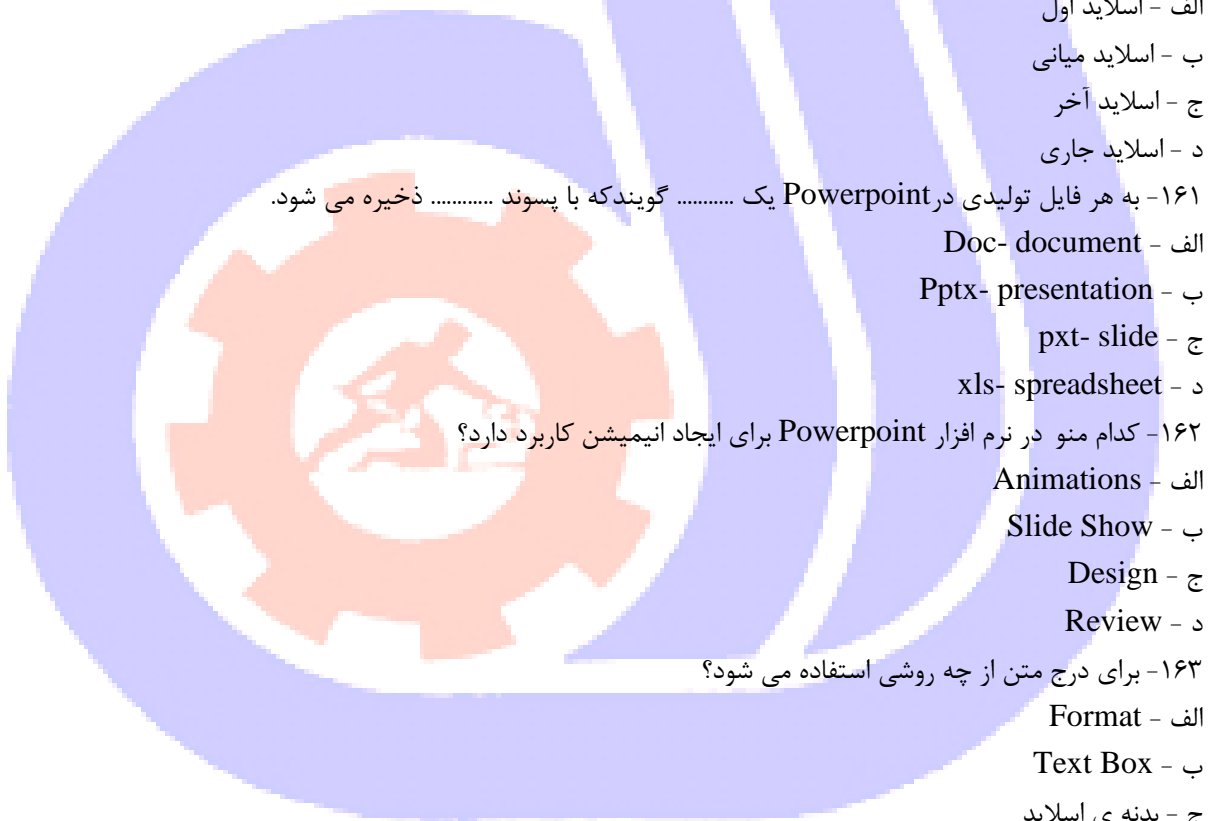 الف - اسلاید اول
ب - اسلاید میانی
ج - اسلاید آخر
د - اسلاید جاری
۱۶۱- به هر فایل تولیدی درPowerpoint یک ........... گویندکه با پسوند ........... ذخیره می شود.
الف - Doc- document
ب - Pptx- presentation
ج - pxt- slide
د - xls- spreadsheet
۱۶۲- کدام منو در نرم افزار Powerpoint برای ایجاد انیمیشن کاربرد دارد؟
الف - Animations
ب - Slide Show
ج - Design
د - Review
۱۶۳- برای درج متن از چه روشی استفاده می شود؟
الف - Format
ب - Text Box
ج - بدنه ی اسلاید